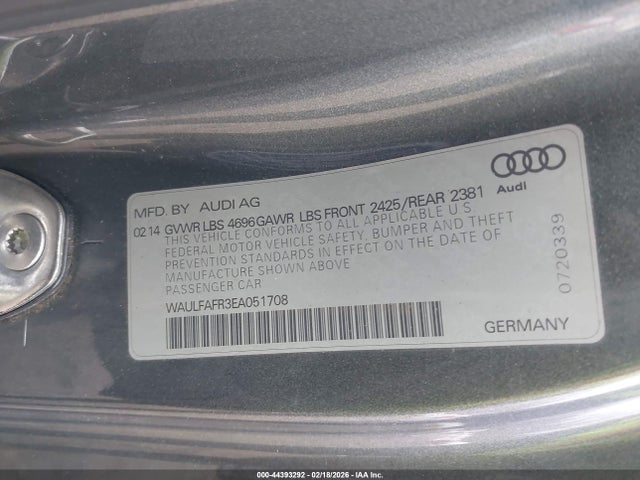 MFD. BY AUDI AG
02 14 GVWR LBS 4696 GAWR LBS FRONT 2425/REAR 2381
THIS VEHICLE CONFORMS TO ALL APPLICABLE U S
FEDERAL MOTOR VEHICLE SAFETY, BUMPER AND THEFT
PREVENTION STANDARDS IN EFFECT ON THE DATE OF
MANUFACTURE SHOWN ABOVE
PASSENGER CAR
WAULFAFR3EA051708
Audi
0720339
GERMANY
000-44393292 - 02/18/2026 - IAA Inc.